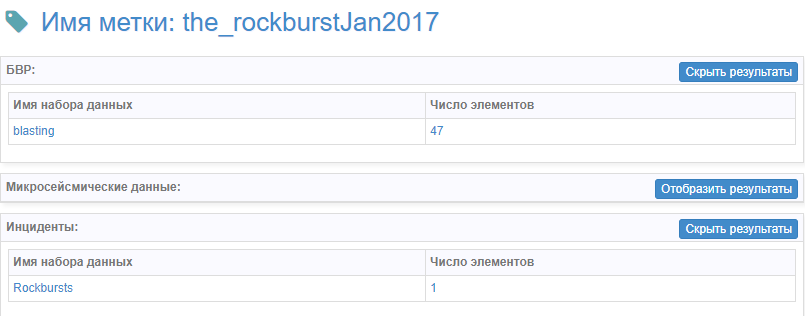 Имя метки: the_rockburstJan2017
БВР: Скрыть результаты
Имя набора данных Число элементов
blasting 47
Микросейсмические данные: Отобразить результаты
Инциденты: Скрыть результаты
Имя набора данных Число элементов
Rockbursts 1